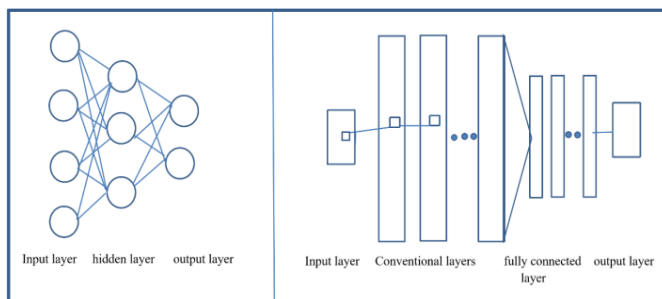 Input layer hidden layer output layer
Input layer Conventional layers fully connected output layer
layer